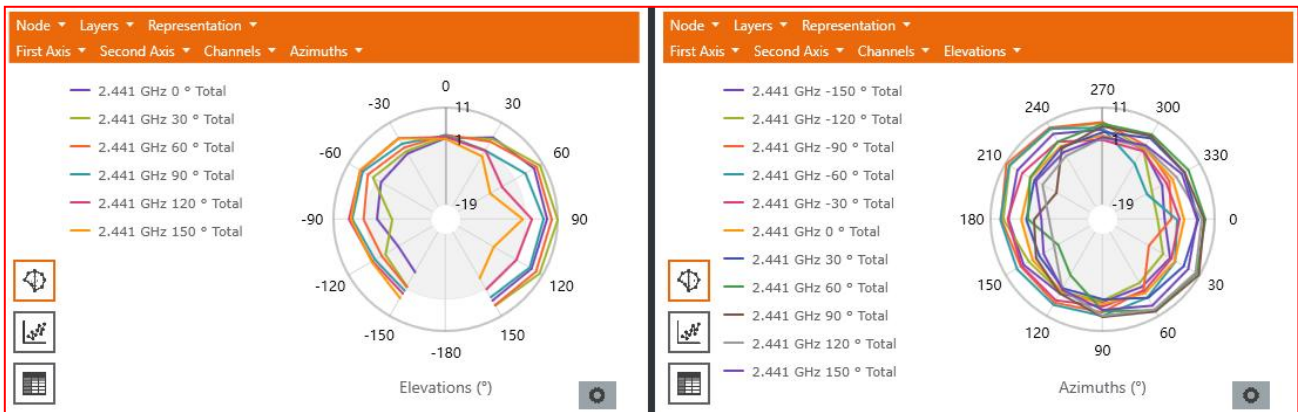 Node Layers Representation
First Axis Second Axis Channels Azimuths
2.441 GHz 0 ° Total
2.441 GHz 30 ° Total
2.441 GHz 60 ° Total
2.441 GHz 90 ° Total
2.441 GHz 120 ° Total
2.441 GHz 150 ° Total
0
-30
11
30
1
-60
60
-19
-90
90
-120
120
-150
150
-180
Elevations (°)
Node Layers Representation
First Axis Second Axis Channels Elevations
2.441 GHz -150 ° Total
2.441 GHz -120 ° Total
2.441 GHz -90 ° Total
2.441 GHz -60 ° Total
2.441 GHz -30 ° Total
2.441 GHz 0 ° Total
2.441 GHz 30 ° Total
2.441 GHz 60 ° Total
2.441 GHz 90 ° Total
2.441 GHz 120 ° Total
2.441 GHz 150 ° Total
270
240
11
300
1
210
330
-19
180
0
150
30
120
60
90
Azimuths (°)